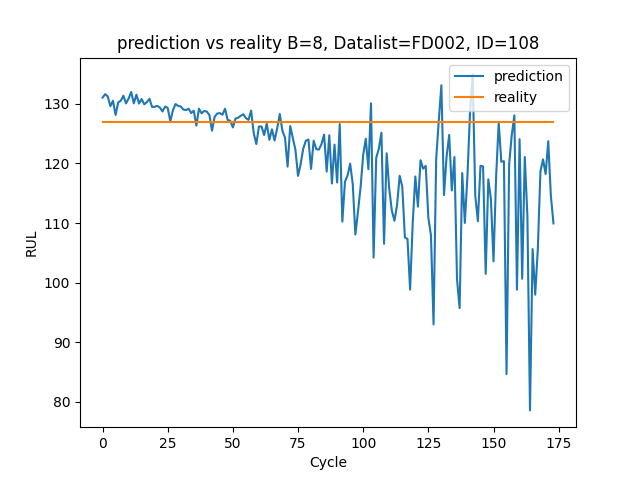 prediction vs reality B=8, Datalist=FD002, ID=108
prediction
reality
RUL
130
120
110
100
90
80
0 25 50 75 100 125 150 175
Cycle